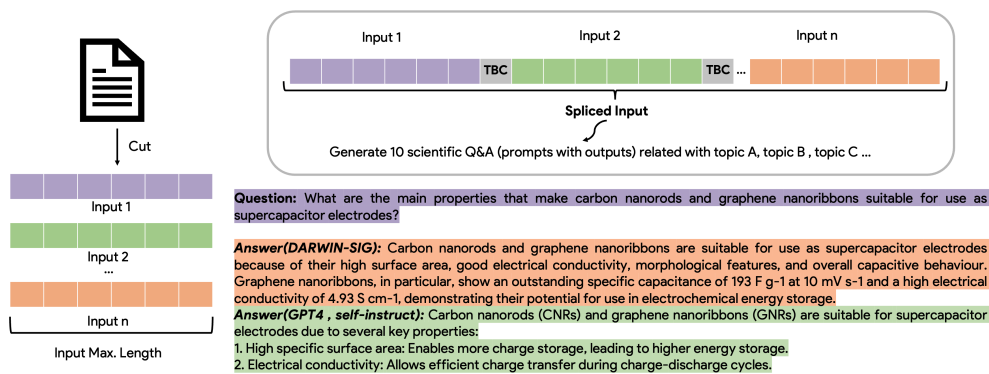 Cut
Input 1
Input 2
...
Input n
Input Max. Length
Input 1
Input 2
Input n
TBC
TBC
...
Spliced Input
Generate 10 scientific Q&A (prompts with outputs) related with topic A, topic B , topic C ...
Question: What are the main properties that make carbon nanorods and graphene nanoribbons suitable for use as
supercapacitor electrodes?
Answer(DARWIN-SIG): Carbon nanorods and graphene nanoribbons are suitable for use as supercapacitor electrodes
because of their high surface area, good electrical conductivity, morphological features, and overall capacitive behaviour.
Graphene nanoribbons, in particular, show an outstanding specific capacitance of 193 F g-1 at 10 mV s-1 and a high electrical
conductivity of 4.93 S cm-1, demonstrating their potential for use in electrochemical energy storage.
Answer(GPT4 , self-instruct): Carbon nanorods (CNRs) and graphene nanoribbons (GNRs) are suitable for supercapacitor
electrodes due to several key properties:
1. High specific surface area: Enables more charge storage, leading to higher energy storage.
2. Electrical conductivity: Allows efficient charge transfer during charge-discharge cycles.